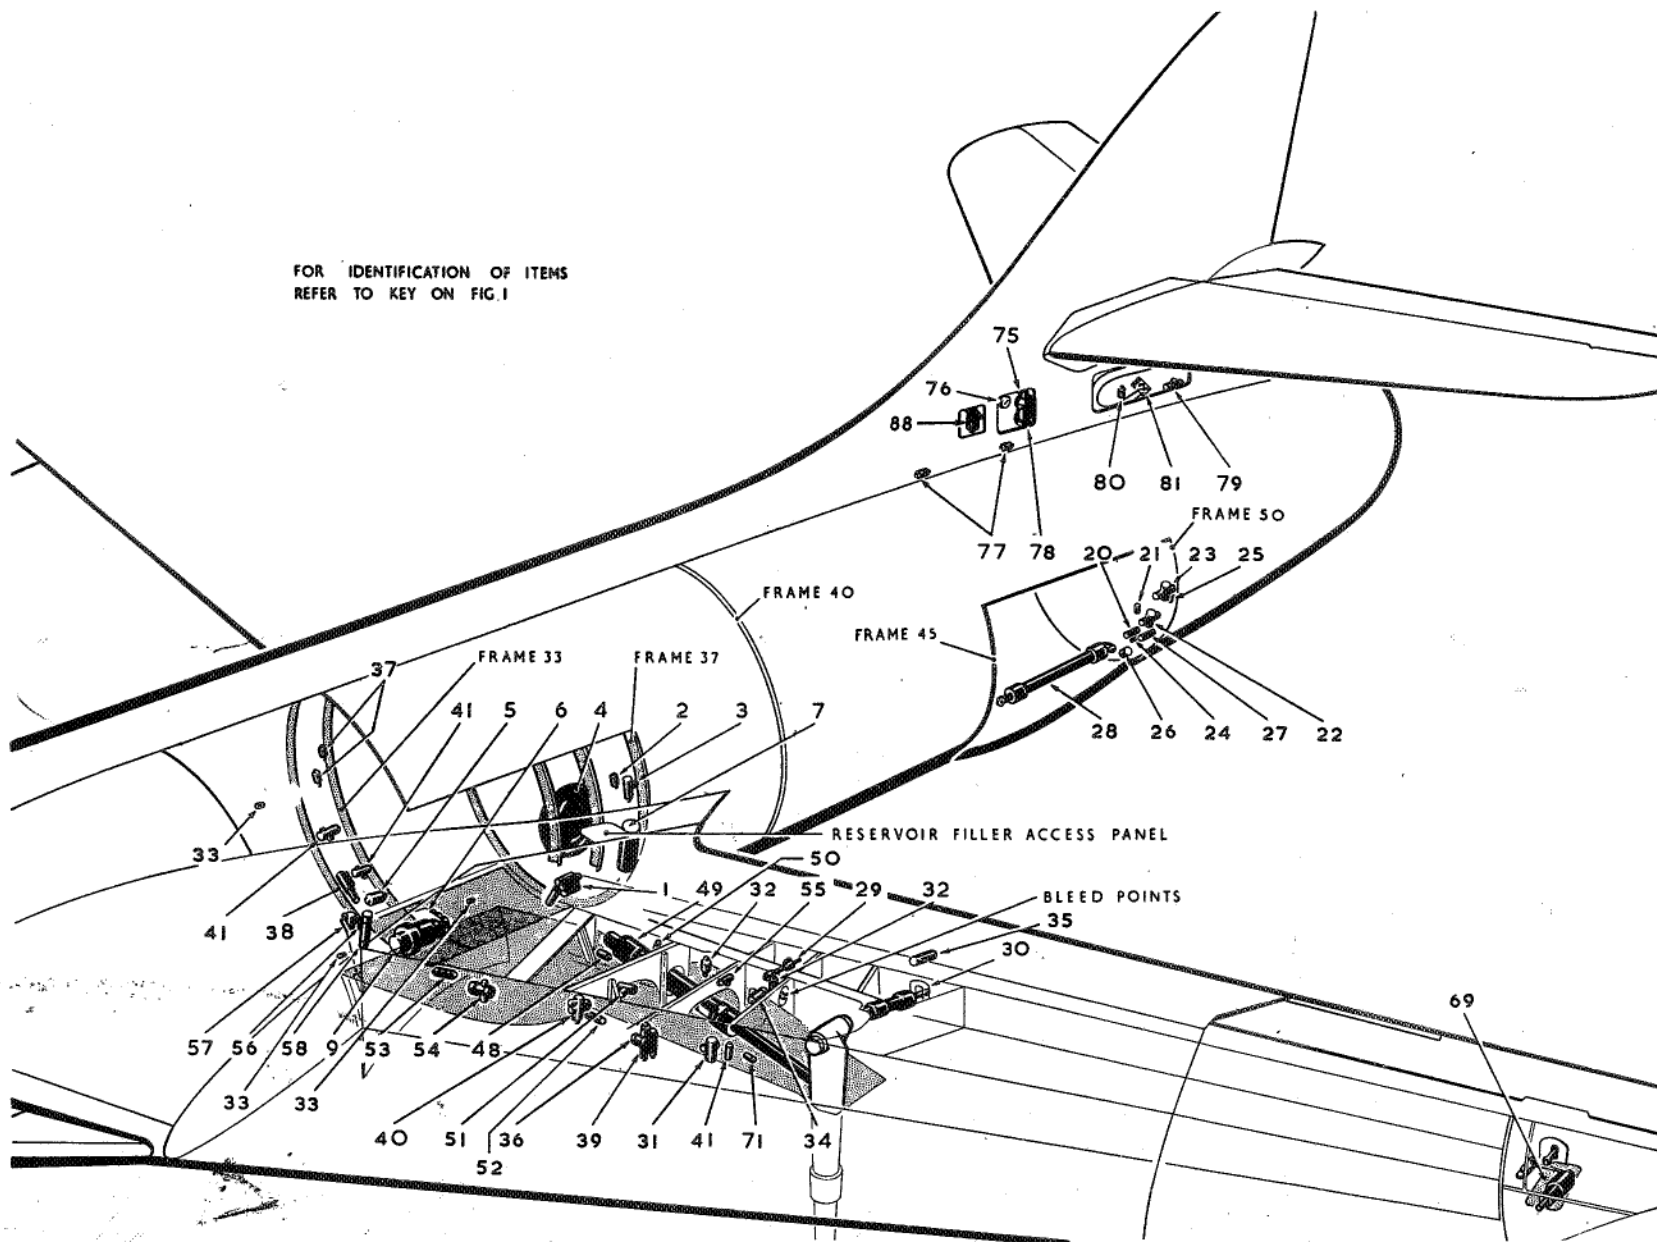 FOR IDENTIFICATION OF ITEMS
REFER TO KEY ON FIG.1
75
76
88
80 81 79
FRAME 50
77 78 20 21 23 25
FRAME 40
FRAME 45
FRAME 33
FRAME 37
37
41 5 6 4 2 3 7
28 26 24 27 22
RESERVOIR FILLER ACCESS PANEL
33
50
1 49 32 55 29 32
BLEED POINTS
35
41 38
30
69
57 56 58 9 53 54 48
33 33
40 51 36 39 31 41 71 34
52